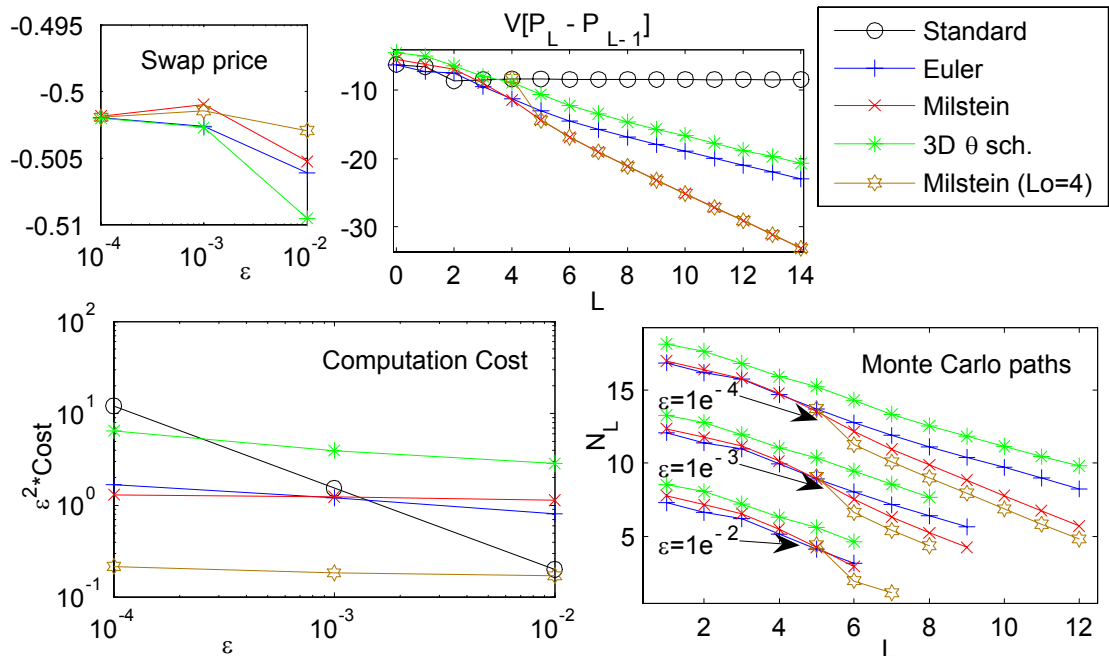 Swap price
-0.495
-0.5
-0.505
-0.51
10^-4
10^-3
10^-2
ε
V[P_L - P_L-1]
-10
-20
-30
0
2
4
6
8
10
12
14
L
Standard
Euler
Milstein
3D θ sch.
Milstein (Lo=4)
Computation Cost
ε^2*Cost
10^2
10^1
10^0
10^-1
10^-4
10^-3
10^-2
ε
Monte Carlo paths
N_L
15
10
5
ε=1e^-4
ε=1e^-3
ε=1e^-2
2
4
6
8
10
12